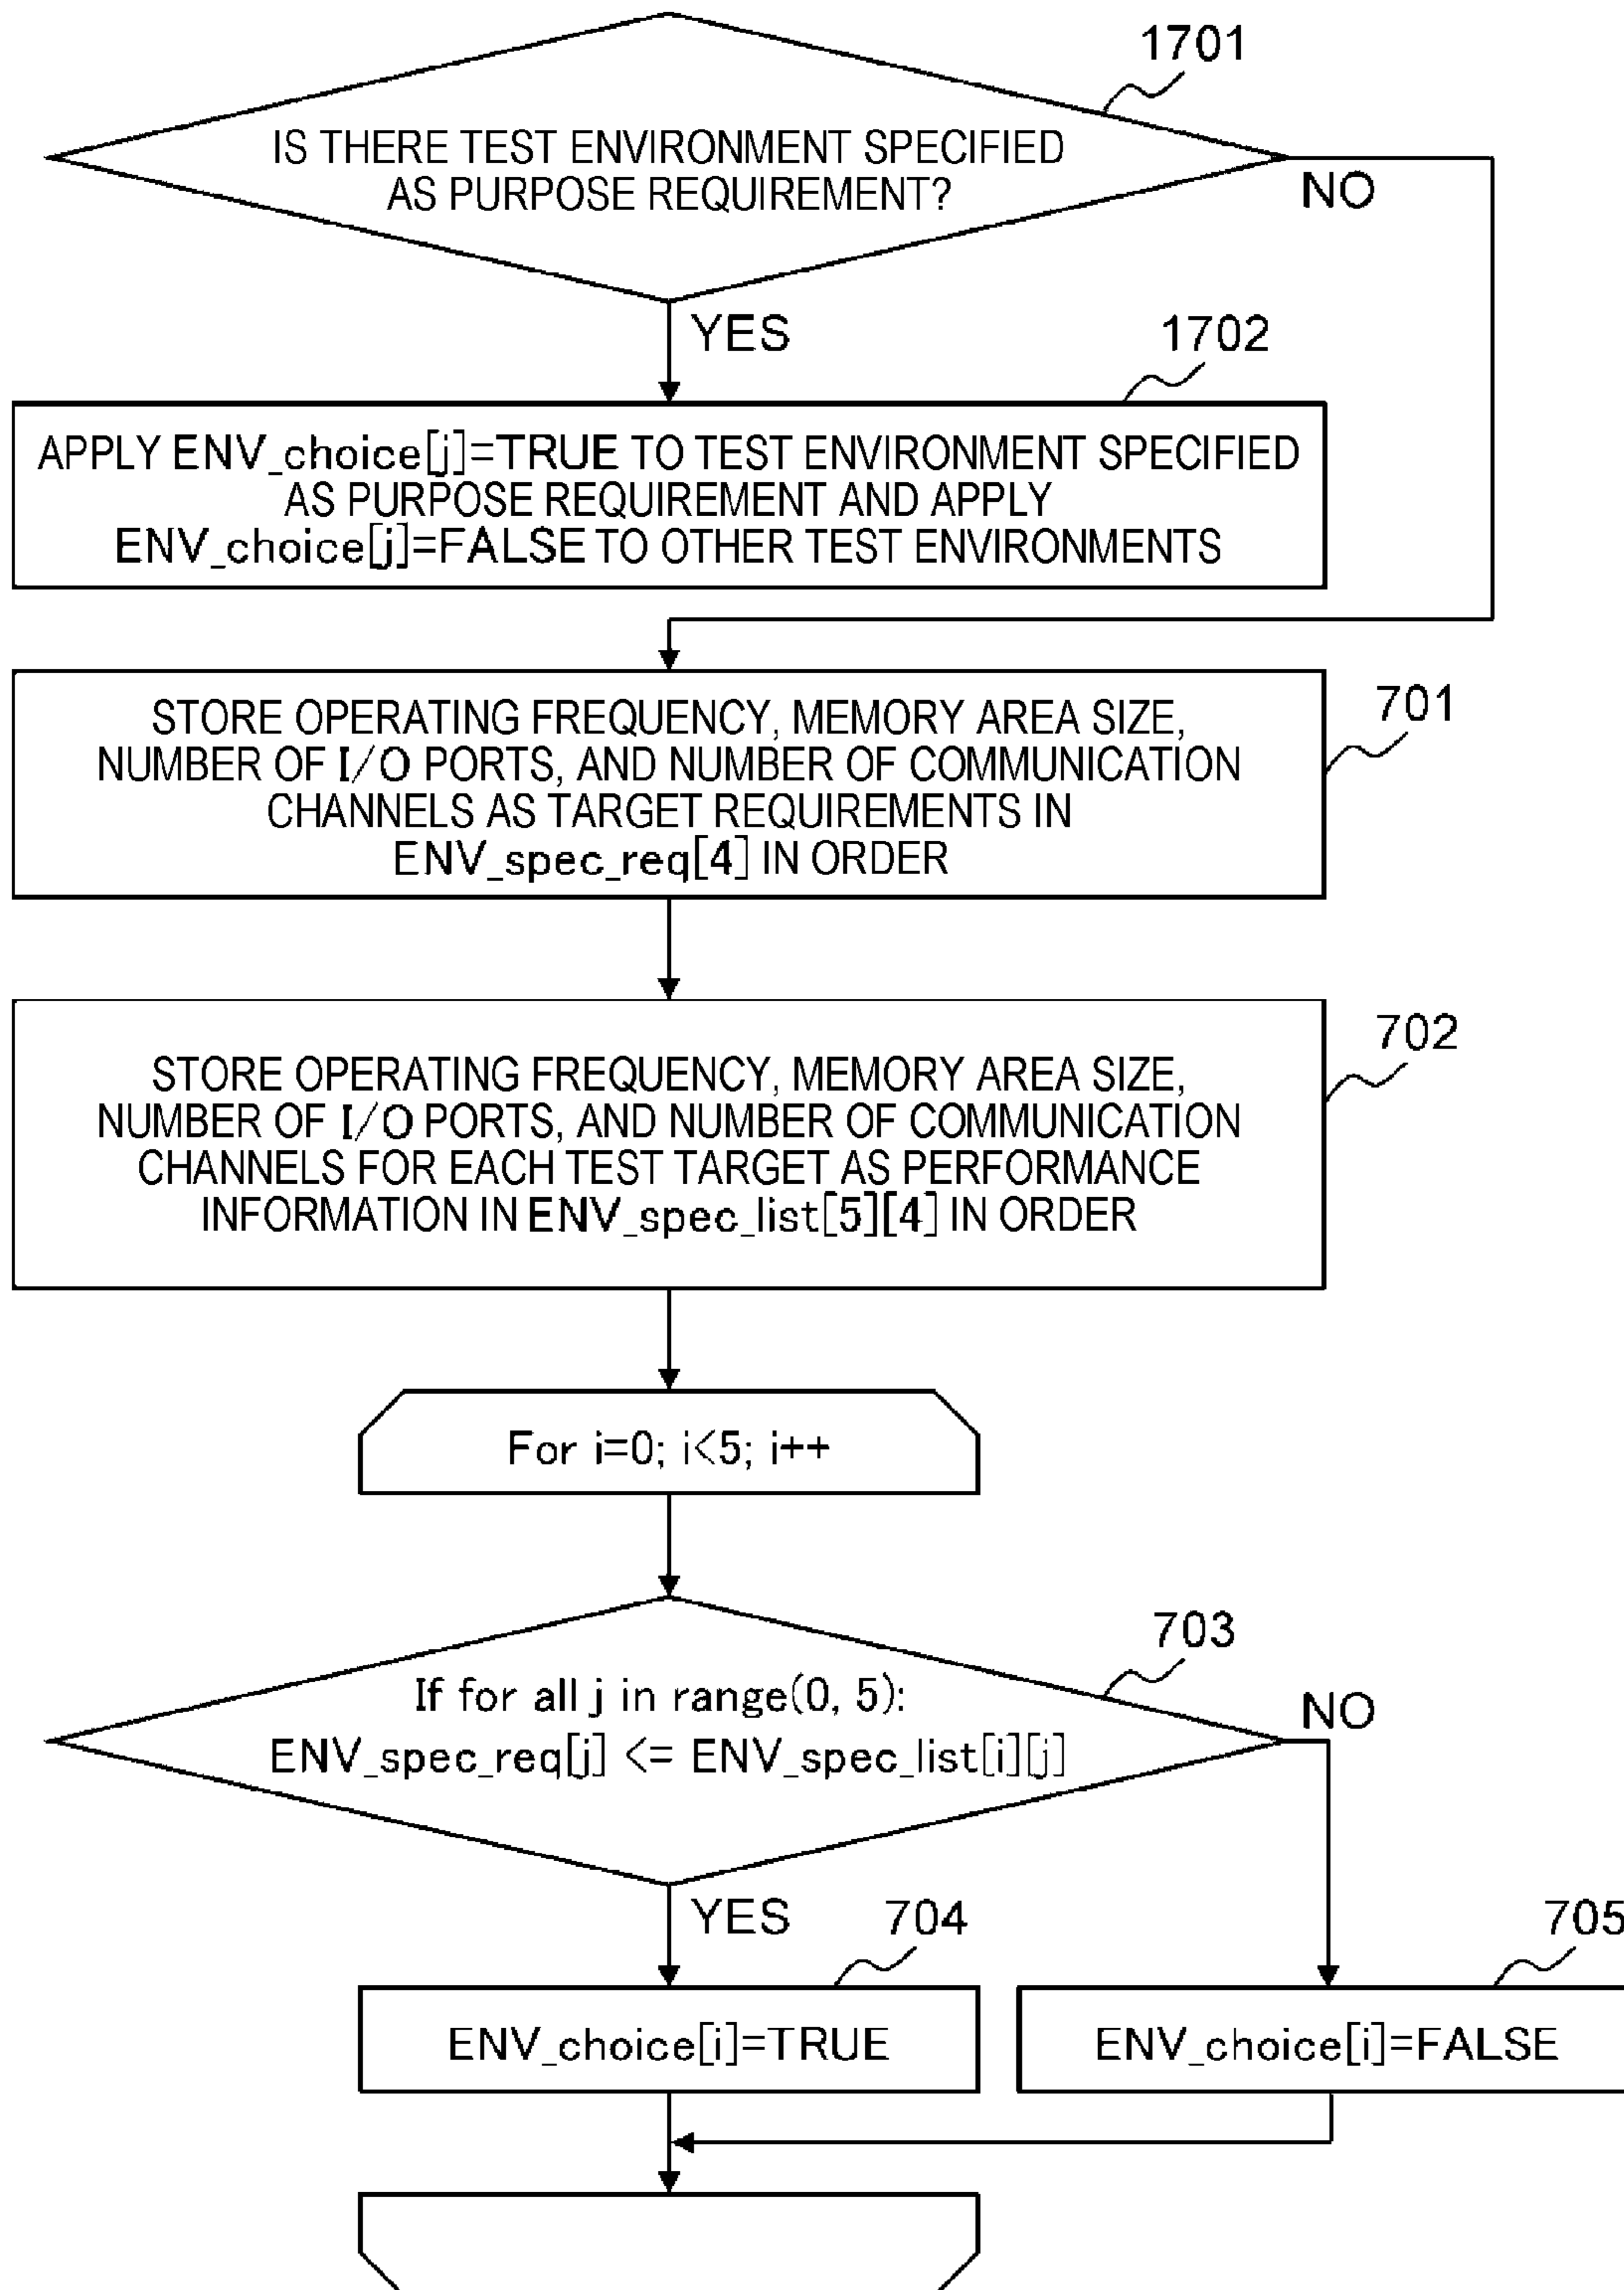 1701
IS THERE TEST ENVIRONMENT SPECIFIED
AS PURPOSE REQUIREMENT?
NO
YES
1702
APPLY ENV_choice[j]=TRUE TO TEST ENVIRONMENT SPECIFIED
AS PURPOSE REQUIREMENT AND APPLY
ENV_choice[j]=FALSE TO OTHER TEST ENVIRONMENTS
701
STORE OPERATING FREQUENCY, MEMORY AREA SIZE,
NUMBER OF I/O PORTS, AND NUMBER OF COMMUNICATION
CHANNELS AS TARGET REQUIREMENTS IN
ENV_spec_req[4] IN ORDER
702
STORE OPERATING FREQUENCY, MEMORY AREA SIZE,
NUMBER OF I/O PORTS, AND NUMBER OF COMMUNICATION
CHANNELS FOR EACH TEST TARGET AS PERFORMANCE
INFORMATION IN ENV_spec_list[5][4] IN ORDER
For i=0; i<5; i++
703
If for all j in range(0, 5):
ENV_spec_req[j] <= ENV_spec_list[i][j]
NO
YES
704
705
ENV_choice[i]=TRUE
ENV_choice[i]=FALSE